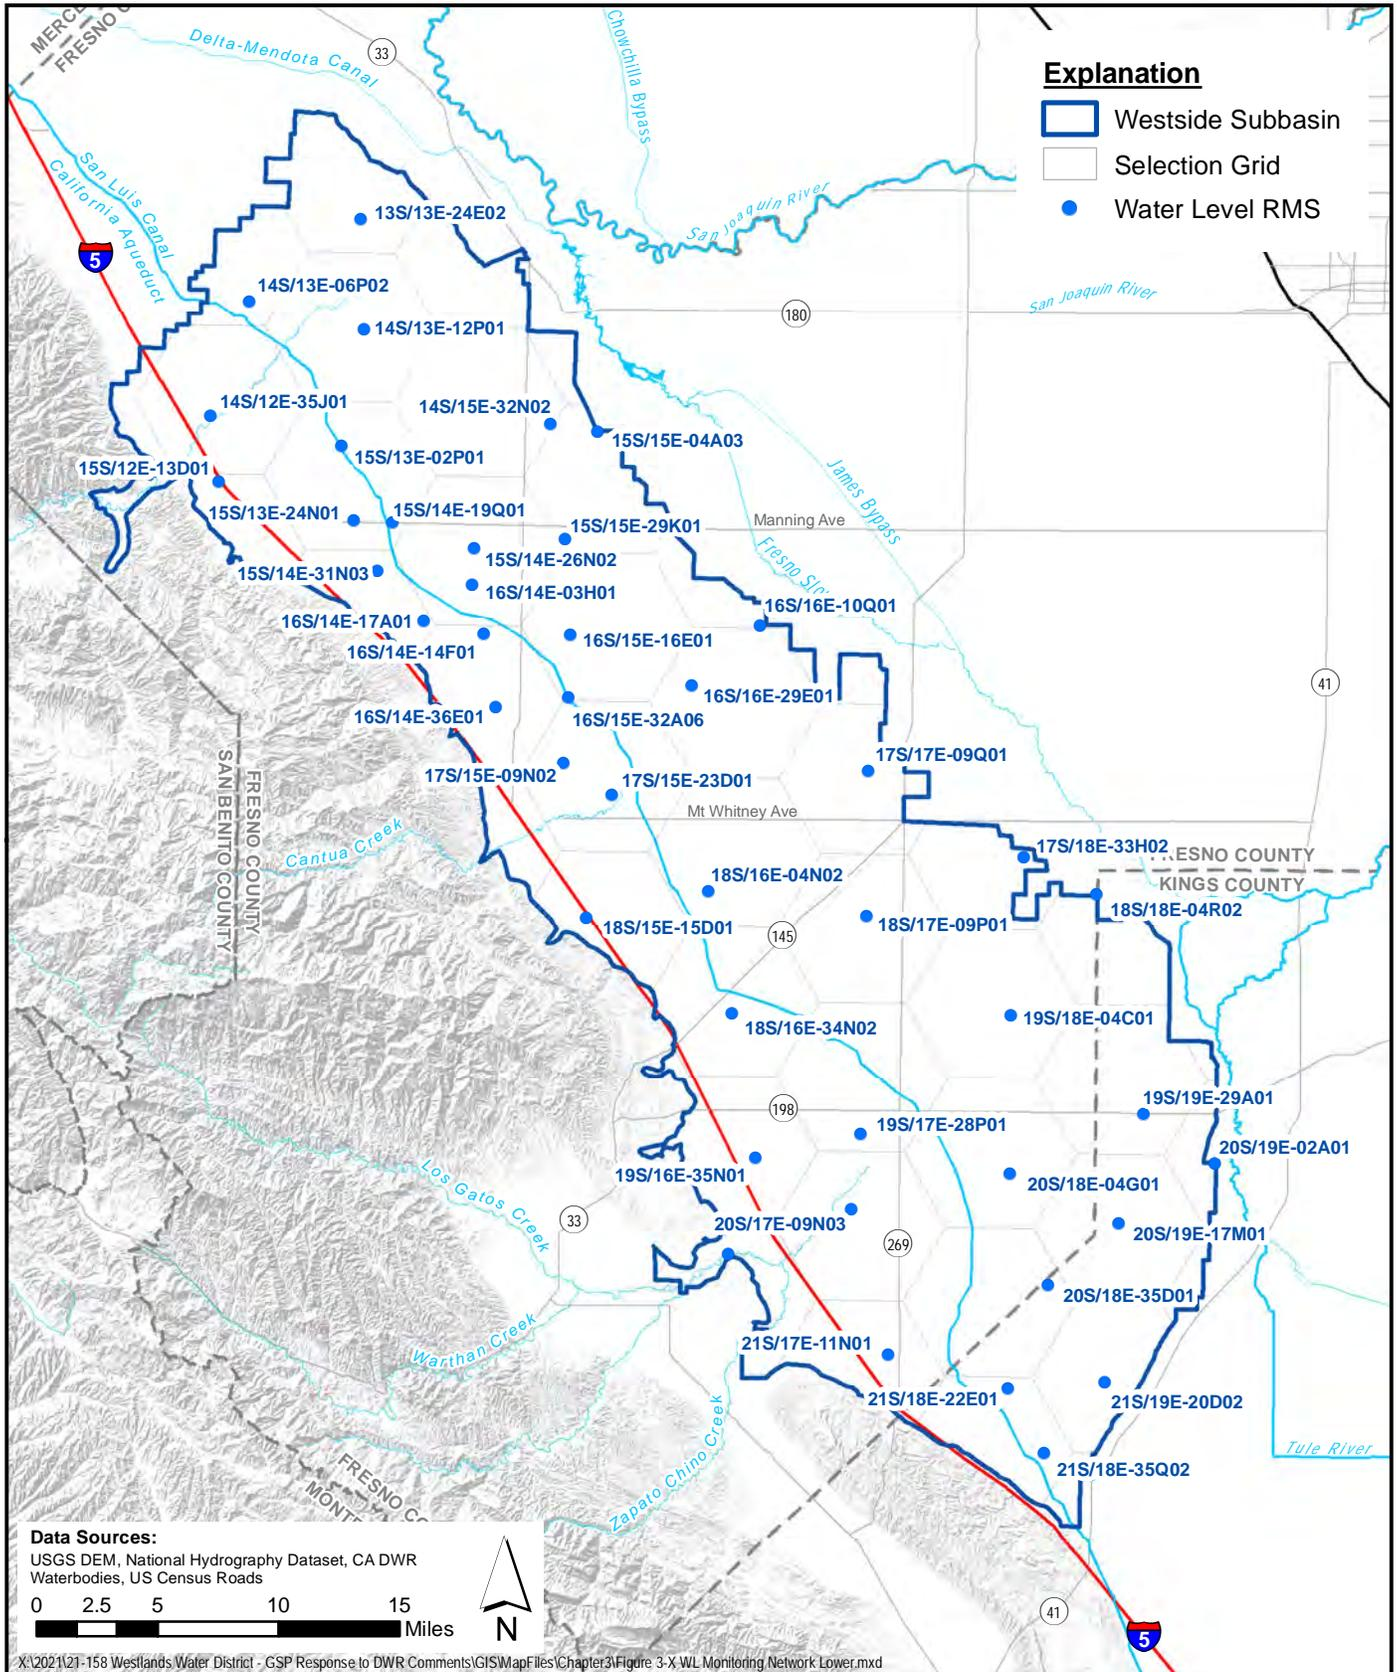 MERCE
FRESNO C
Delta-Mendota Canal
33
Chowchilla Bypass
Explanation
Westside Subbasin
Selection Grid
Water Level RMS
San Luis Canal
California Aqueduct
5
San Joaquin River
San Joaquin River
180
13S/13E-24E02
14S/13E-06P02
14S/13E-12P01
14S/12E-35J01
14S/15E-32N02
15S/15E-04A03
15S/13E-02P01
15S/12E-13D01
15S/13E-24N01
15S/14E-19Q01
15S/15E-29K01
Manning Ave
James Bypass
Fresno Slo
15S/14E-26N02
15S/14E-31N03
16S/14E-03H01
16S/16E-10Q01
16S/14E-17A01
16S/15E-16E01
16S/14E-14F01
41
16S/16E-29E01
16S/14E-36E01
16S/15E-32A06
17S/17E-09Q01
17S/15E-09N02
17S/15E-23D01
FRESNO COUNTY
SAN BENITO COUNTY
Mt Whitney Ave
Cantua Creek
17S/18E-33H02
FRESNO COUNTY
KINGS COUNTY
18S/16E-04N02
18S/18E-04R02
18S/15E-15D01
145
18S/17E-09P01
18S/16E-34N02
19S/18E-04C01
198
19S/19E-29A01
19S/17E-28P01
20S/19E-02A01
19S/16E-35N01
20S/18E-04G01
Los Gatos Creek
33
20S/17E-09N03
269
20S/19E-17M01
20S/18E-35D01
Warthan Creek
21S/17E-11N01
21S/18E-22E01
21S/19E-20D02
Zapato Chino Creek
Tule River
21S/18E-35Q02
FRESNO CO
MONTE
Data Sources:
USGS DEM, National Hydrography Dataset, CA DWR
Waterbodies, US Census Roads
0 2.5 5 10 15
Miles
N
41
5
X:\2021\21-158 Westlands Water District - GSP Response to DWR Comments\GIS\MapFiles\Chapter3\Figure 3-X WL Monitoring Network Lower.mxd